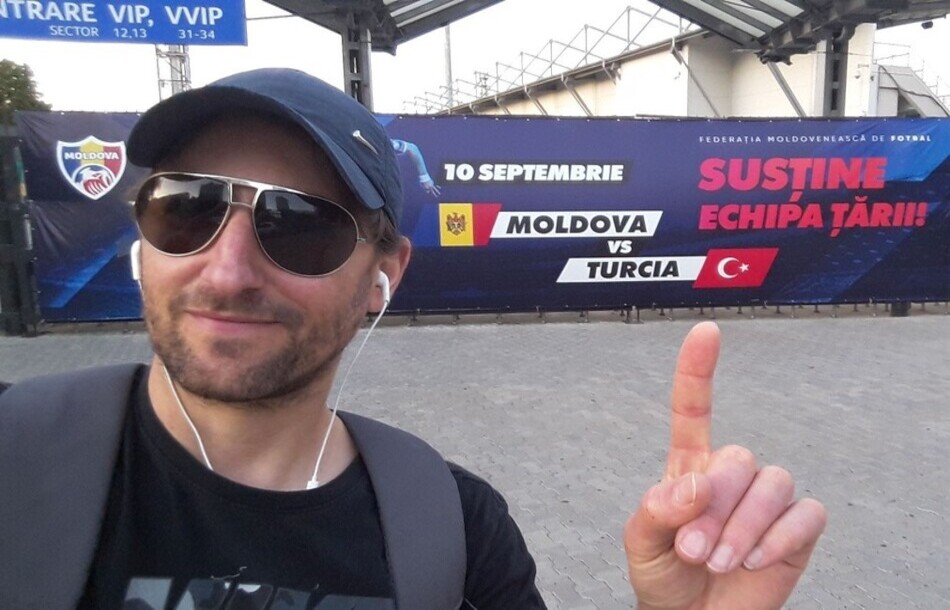 NTRARE VIP, VVIP
SECTOR 12,13 31-34
MOLDOVA
FEDERAȚIA MOLDOVENEASCĂ DE FOTBAL
10 SEPTEMBRIE
SUSȚINE
ECHIPA ȚĂRII!
MOLDOVA
VS
TURCIA